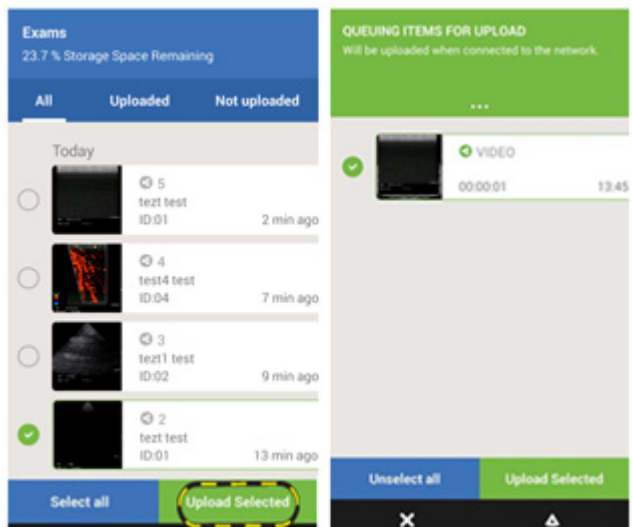 Exams
23.7 % Storage Space Remaining
All Uploaded Not uploaded
Today
5
tezt test
ID:01 2 min ago
4
test4 test
ID:04 7 min ago
3
tezt1 test
ID:02 9 min ago
2
tezt test
ID:01 13 min ago
Select all Upload Selected
QUEUING ITEMS FOR UPLOAD
Will be uploaded when connected to the network.
...
VIDEO
00:00:01 13:45
Unselect all Upload Selected